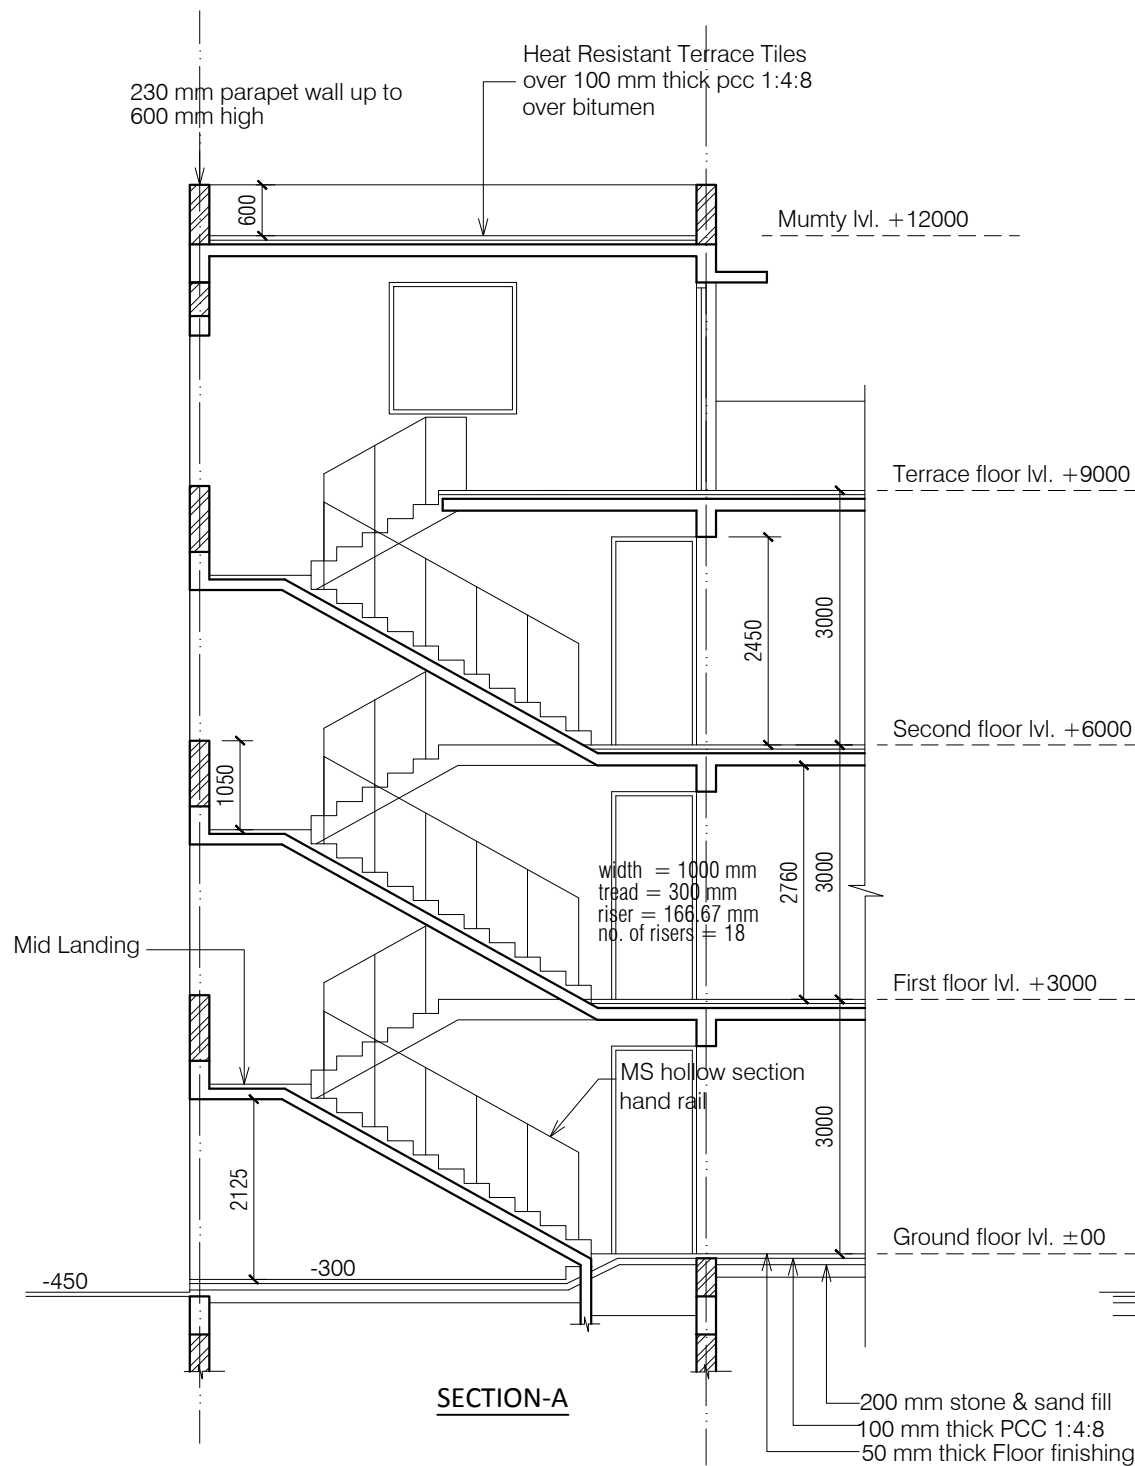 Heat Resistant Terrace Tiles
over 100 mm thick pcc 1:4:8
over bitumen
230 mm parapet wall up to
600 mm high
600
Mumty lvl. +12000
Terrace floor lvl. +9000
2450
3000
Second floor lvl. +6000
1050
width = 1000 mm
tread = 300 mm
riser = 166.67 mm
no. of risers = 18
2760
3000
Mid Landing
First floor lvl. +3000
MS hollow section
hand rail
3000
2125
Ground floor lvl. ±00
-300
-450
SECTION-A
200 mm stone & sand fill
100 mm thick PCC 1:4:8
50 mm thick Floor finishing